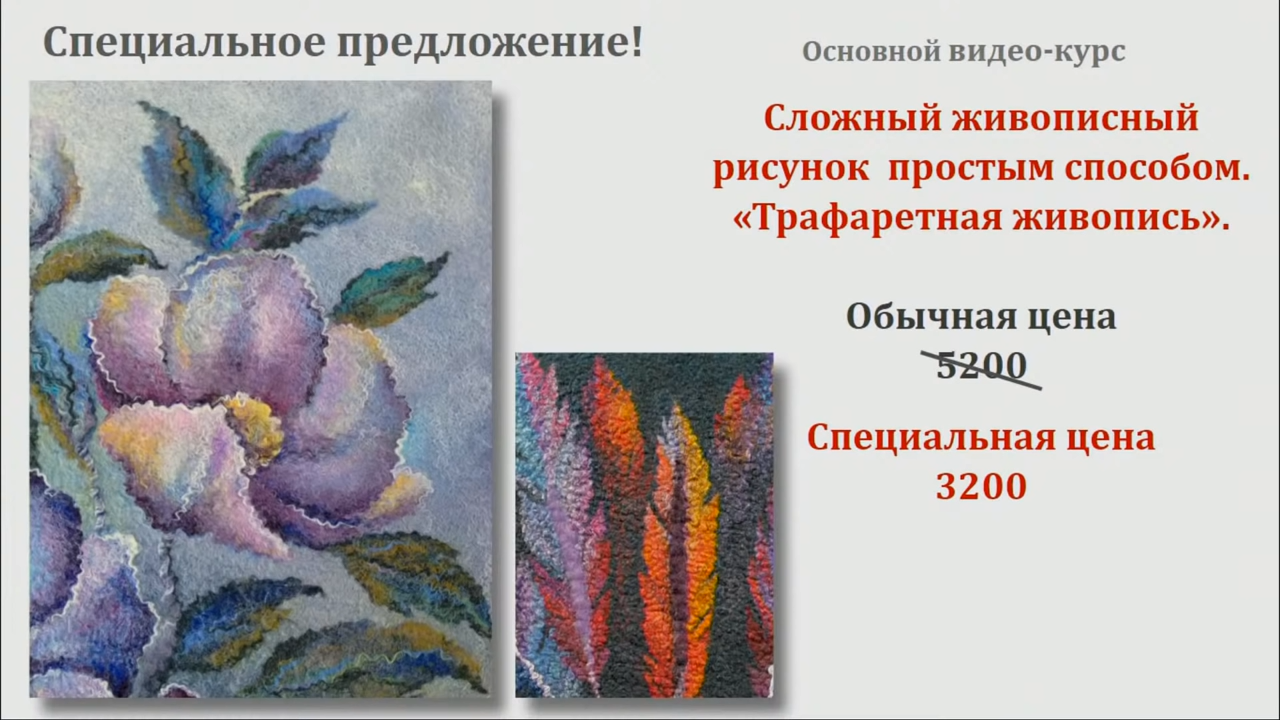 Специальное предложение!
Основной видео-курс
Сложный живописный
рисунок простым способом.
«Трафаретная живопись».
Обычная цена
5200
Специальная цена
3200